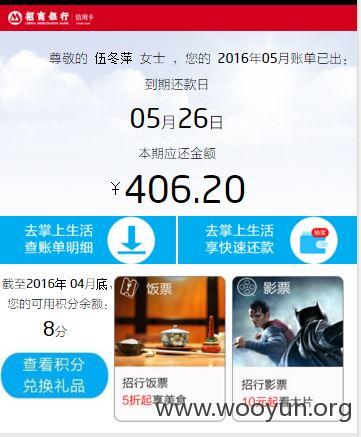 招商银行 信用卡
CHINA MERCHANTS BANK Credit Card
尊敬的 伍冬萍 女士 ，您的 2016年05月账单已出：
到期还款日
05月26日
本期应还金额
￥406.20
去掌上生活
查账单明细
去掌上生活
享快速还款
抽奖
截至2016年 04月底，
您的可用积分余额：
8分
查看积分
兑换礼品
饭票
招行饭票
5折起享美食
影票
招行影票
10元起看大片
www.wooyun.org